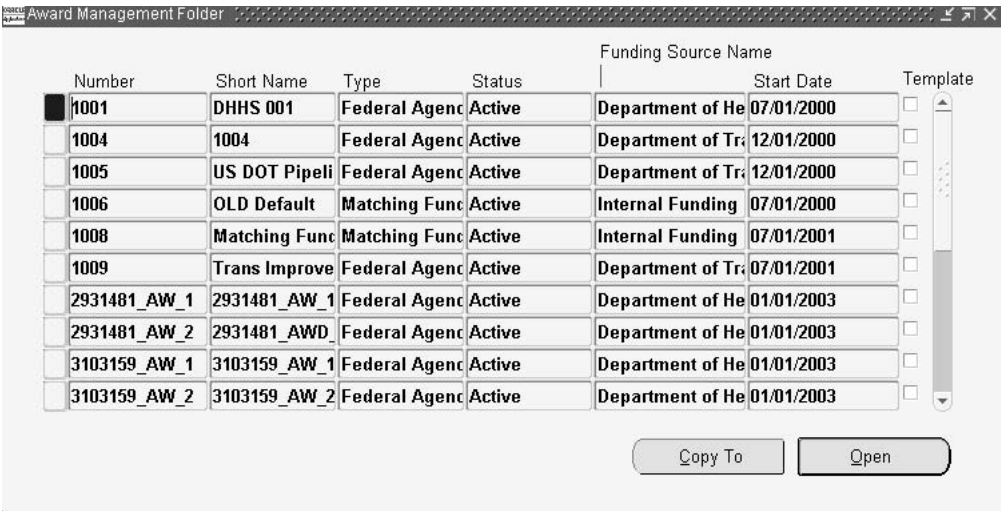 Award Management Folder
Funding Source Name
Number Short Name Type Status Start Date Template
1001 DHHS 001 Federal Agenc Active Department of He 07/01/2000
1004 1004 Federal Agenc Active Department of Tra 12/01/2000
1005 US DOT Pipeli Federal Agenc Active Department of Tra 12/01/2000
1006 OLD Default Matching Func Active Internal Funding 07/01/2000
1008 Matching Func Matching Func Active Internal Funding 07/01/2001
1009 Trans Improve Federal Agenc Active Department of Tra 07/01/2001
2931481_AW_1 2931481_AW_1 Federal Agenc Active Department of He 01/01/2003
2931481_AW_2 2931481_AWD_ Federal Agenc Active Department of He 01/01/2003
3103159_AW_1 3103159_AW_1 Federal Agenc Active Department of He 01/01/2003
3103159_AW_2 3103159_AW_2 Federal Agenc Active Department of He 01/01/2003
Copy To Open